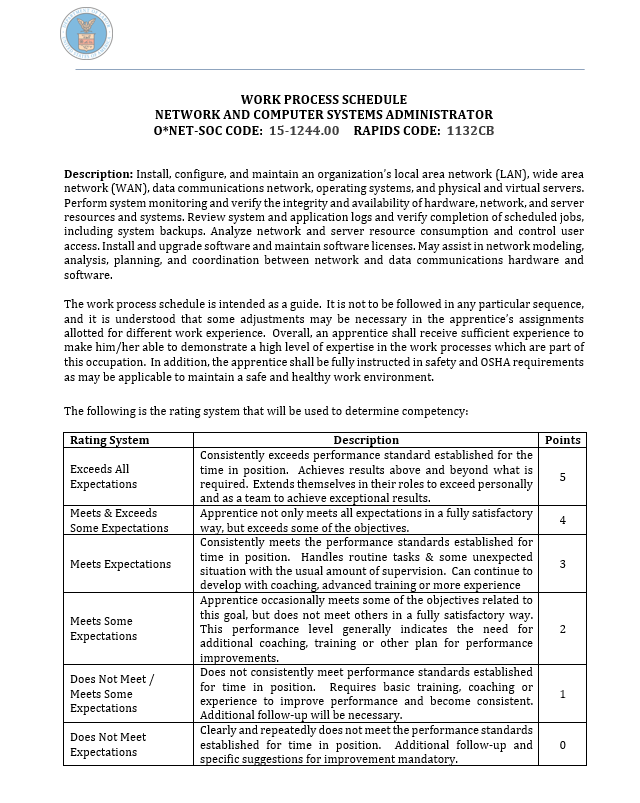 WORK PROCESS SCHEDULE
NETWORK AND COMPUTER SYSTEMS ADMINISTRATOR
O*NET-SOC CODE: 15-1244.00 RAPIDS CODE: 1132CB
Description: Install, configure, and maintain an organization's local area network (LAN), wide area
network (WAN), data communications network, operating systems, and physical and virtual servers.
Perform system monitoring and verify the integrity and availability of hardware, network, and server
resources and systems. Review system and application logs and verify completion of scheduled jobs,
including system backups. Analyze network and server resource consumption and control user
access. Install and upgrade software and maintain software licenses. May assist in network modeling,
analysis, planning, and coordination between network and data communications hardware and
software.
The work process schedule is intended as a guide. It is not to be followed in any particular sequence,
and it is understood that some adjustments may be necessary in the apprentice's assignments
allotted for different work experience. Overall, an apprentice shall receive sufficient experience to
make him/her able to demonstrate a high level of expertise in the work processes which are part of
this occupation. In addition, the apprentice shall be fully instructed in safety and OSHA requirements
as may be applicable to maintain a safe and healthy work environment.
The following is the rating system that will be used to determine competency:
Rating System Description Points
Exceeds All
Expectations
Consistently exceeds performance standard established for the
time in position. Achieves results above and beyond what is
required. Extends themselves in their roles to exceed personally
and as a team to achieve exceptional results.
5
Meets & Exceeds
Some Expectations
Apprentice not only meets all expectations in a fully satisfactory
way, but exceeds some of the objectives.
4
Meets Expectations
Consistently meets the performance standards established for
time in position. Handles routine tasks & some unexpected
situation with the usual amount of supervision. Can continue to
develop with coaching, advanced training or more experience
3
Meets Some
Expectations
Apprentice occasionally meets some of the objectives related to
this goal, but does not meet others in a fully satisfactory way.
This performance level generally indicates the need for
additional coaching, training or other plan for performance
improvements.
2
Does Not Meet /
Meets Some
Expectations
Does not consistently meet performance standards established
for time in position. Requires basic training, coaching or
experience to improve performance and become consistent.
Additional follow-up will be necessary.
1
Does Not Meet
Expectations
Clearly and repeatedly does not meet the performance standards
established for time in position. Additional follow-up and
specific suggestions for improvement mandatory.
0